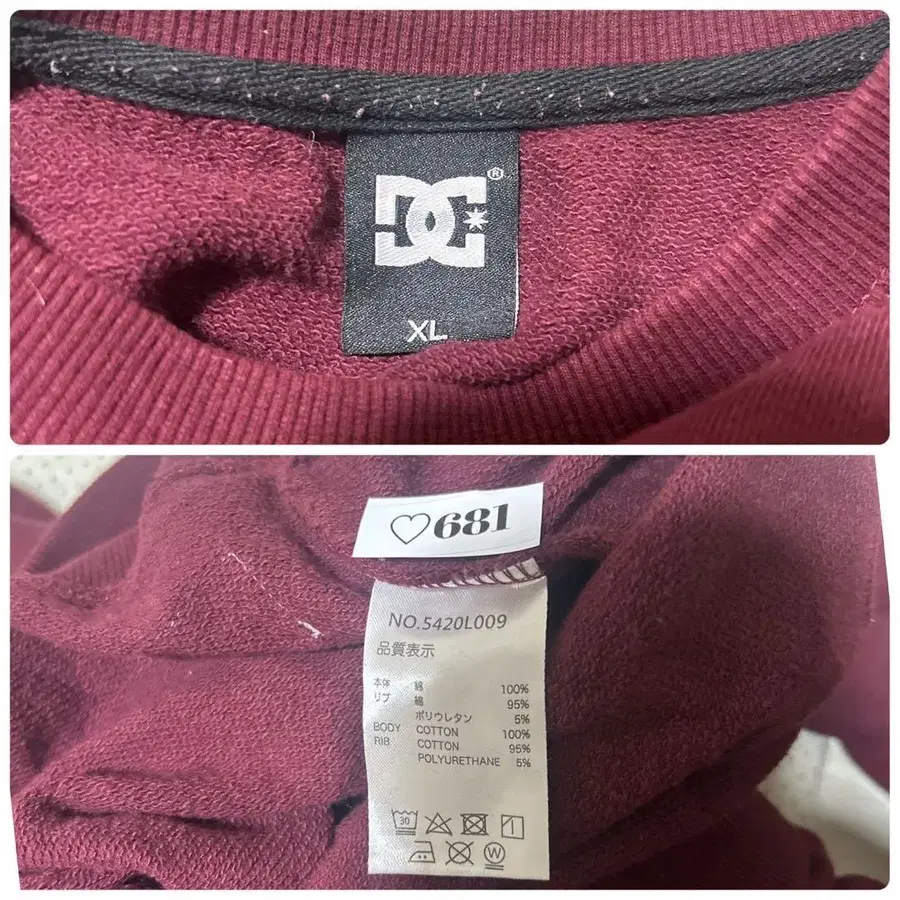 DC ®
XL
♡681
NO.5420L009
品質表示
本体 綿 100%
リブ 綿 95%
ポリウレタン 5%
BODY COTTON 100%
RIB COTTON 95%
POLYURETHANE 5%
30
W